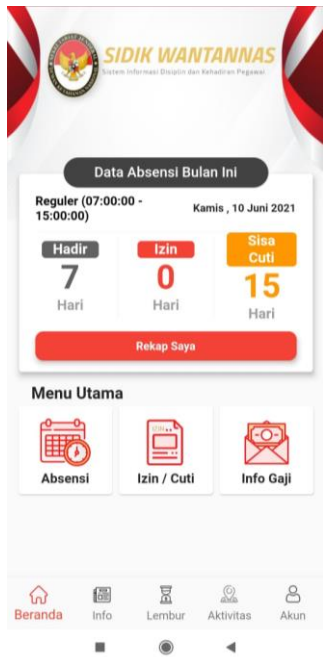 SIDIK WANTANNAS
Sistem Informasi Disiplin dan Kehadiran Pegawai
Data Absensi Bulan Ini
Reguler (07:00:00 -
15:00:00)
Kamis , 10 Juni 2021
Hadir
7
Hari
Izin
0
Hari
Sisa
Cuti
15
Hari
Rekap Saya
Menu Utama
Absensi
Izin / Cuti
Info Gaji
Beranda
Info
Lembur
Aktivitas
Akun